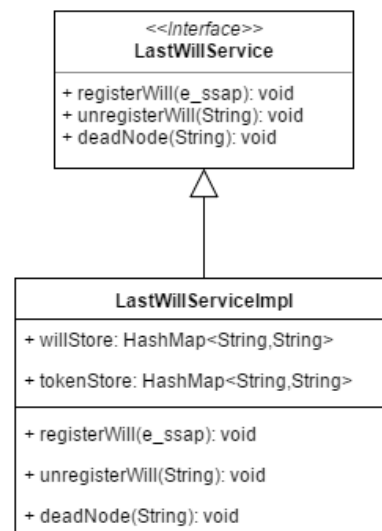 <<Interface>>
LastWillService
+ registerWill(e_ssap): void
+ unregisterWill(String): void
+ deadNode(String): void
LastWillServiceImpl
+ willStore: HashMap<String,String>
+ tokenStore: HashMap<String,String>
+ registerWill(e_ssap): void
+ unregisterWill(String): void
+ deadNode(String): void